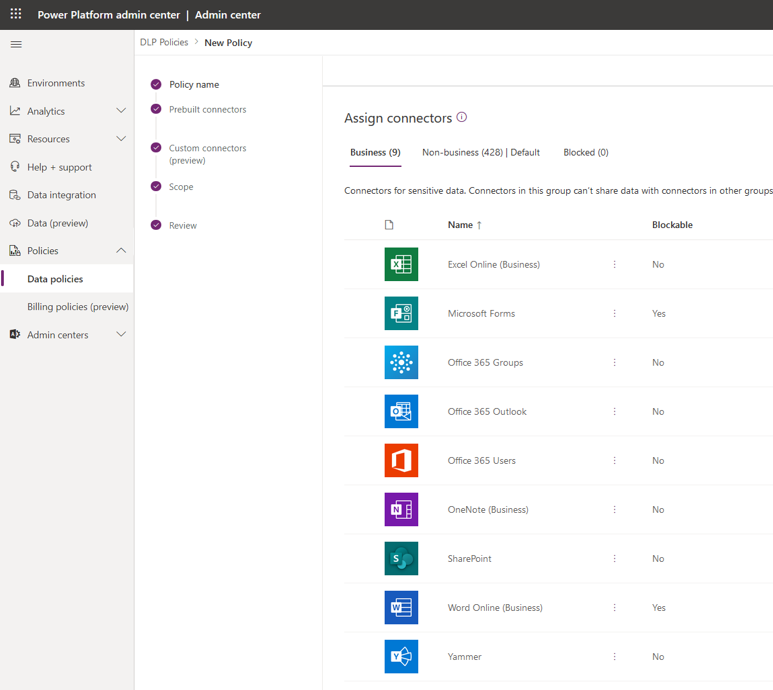 Power Platform admin center | Admin center
DLP Policies > New Policy
Environments
Analytics
Resources
Help + support
Data integration
Data (preview)
Policies
Data policies
Billing policies (preview)
Admin centers
Policy name
Prebuilt connectors
Custom connectors
(preview)
Scope
Review
Assign connectors
Business (9) Non-business (428) | Default Blocked (0)
Connectors for sensitive data. Connectors in this group can't share data with connectors in other groups
Name ↑ Blockable
Excel Online (Business) No
Microsoft Forms Yes
Office 365 Groups No
Office 365 Outlook No
Office 365 Users No
OneNote (Business) No
SharePoint No
Word Online (Business) Yes
Yammer No